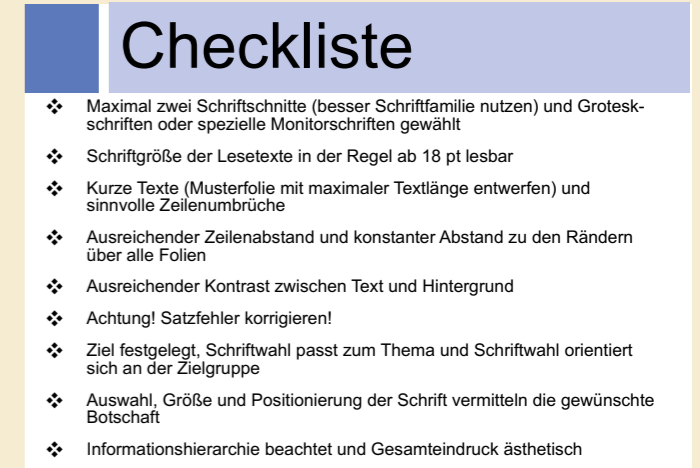 Checkliste
❖ Maximal zwei Schriftschnitte (besser Schriftfamilie nutzen) und Grotesk-
schriften oder spezielle Monitorschriften gewählt
❖ Schriftgröße der Lesetexte in der Regel ab 18 pt lesbar
❖ Kurze Texte (Musterfolie mit maximaler Textlänge entwerfen) und
sinnvolle Zeilenumbrüche
❖ Ausreichender Zeilenabstand und konstanter Abstand zu den Rändern
über alle Folien
❖ Ausreichender Kontrast zwischen Text und Hintergrund
❖ Achtung! Satzfehler korrigieren!
❖ Ziel festgelegt, Schriftwahl passt zum Thema und Schriftwahl orientiert
sich an der Zielgruppe
❖ Auswahl, Größe und Positionierung der Schrift vermitteln die gewünschte
Botschaft
❖ Informationshierarchie beachtet und Gesamteindruck ästhetisch